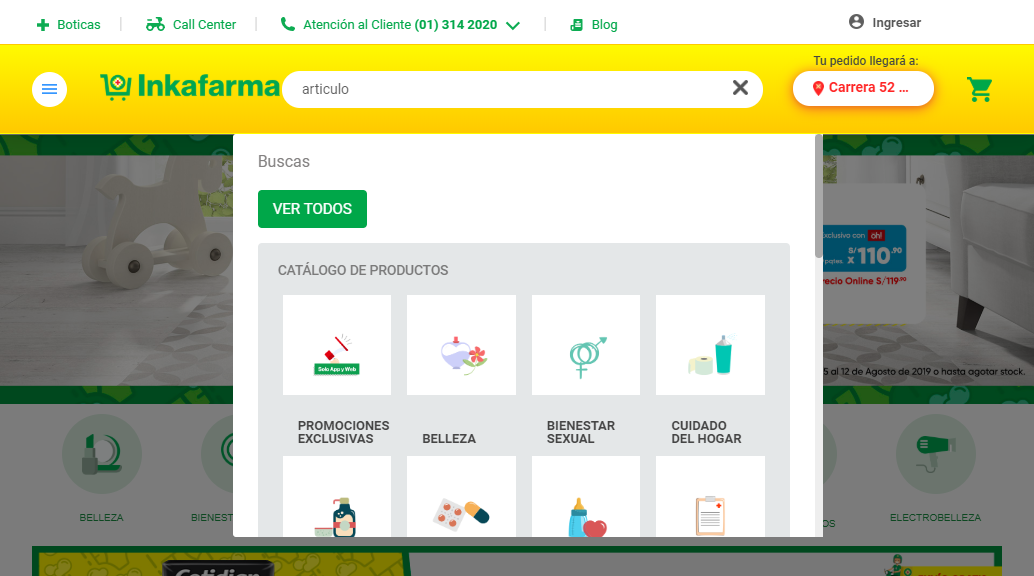 Boticas
Call Center
Atención al Cliente (01) 314 2020
Blog
Ingresar
Inkafarma
articulo
Tu pedido llegará a:
Carrera 52 ...
Buscas
VER TODOS
CATÁLOGO DE PRODUCTOS
Solo App y Web
PROMOCIONES
EXCLUSIVAS
BELLEZA
BIENESTAR
SEXUAL
CUIDADO
DEL HOGAR
xclusivo con oh!
S/
x 110 .90
ecio Online S/119.90
5 al 12 de Agosto de 2019 o hasta agotar stock.
BELLEZA
BIENEST
OS
ELECTROBELLEZA